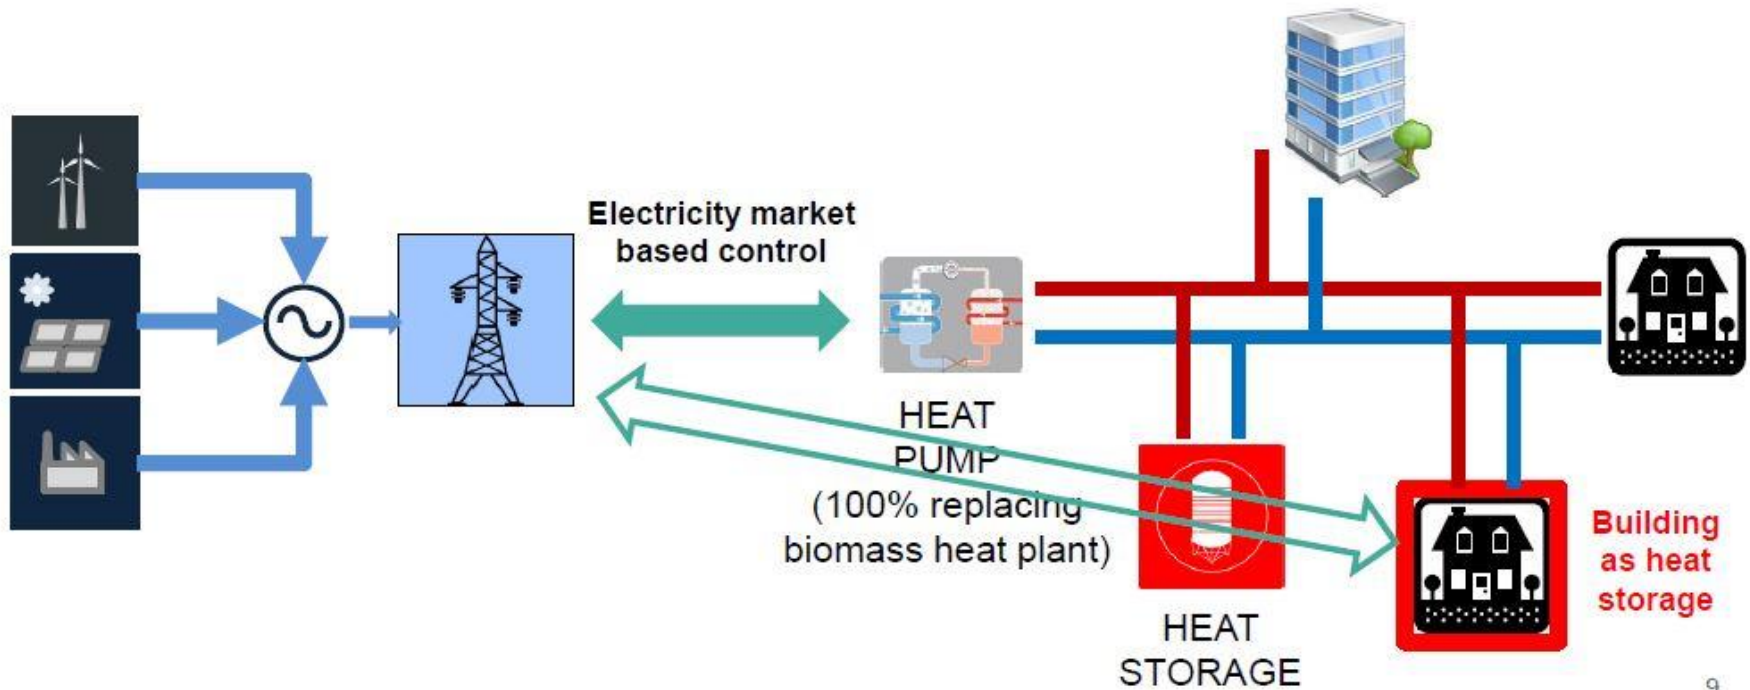 Electricity market
based control
HEAT
PUMP
(100% replacing
biomass heat plant)
HEAT
STORAGE
Building
as heat
storage
9